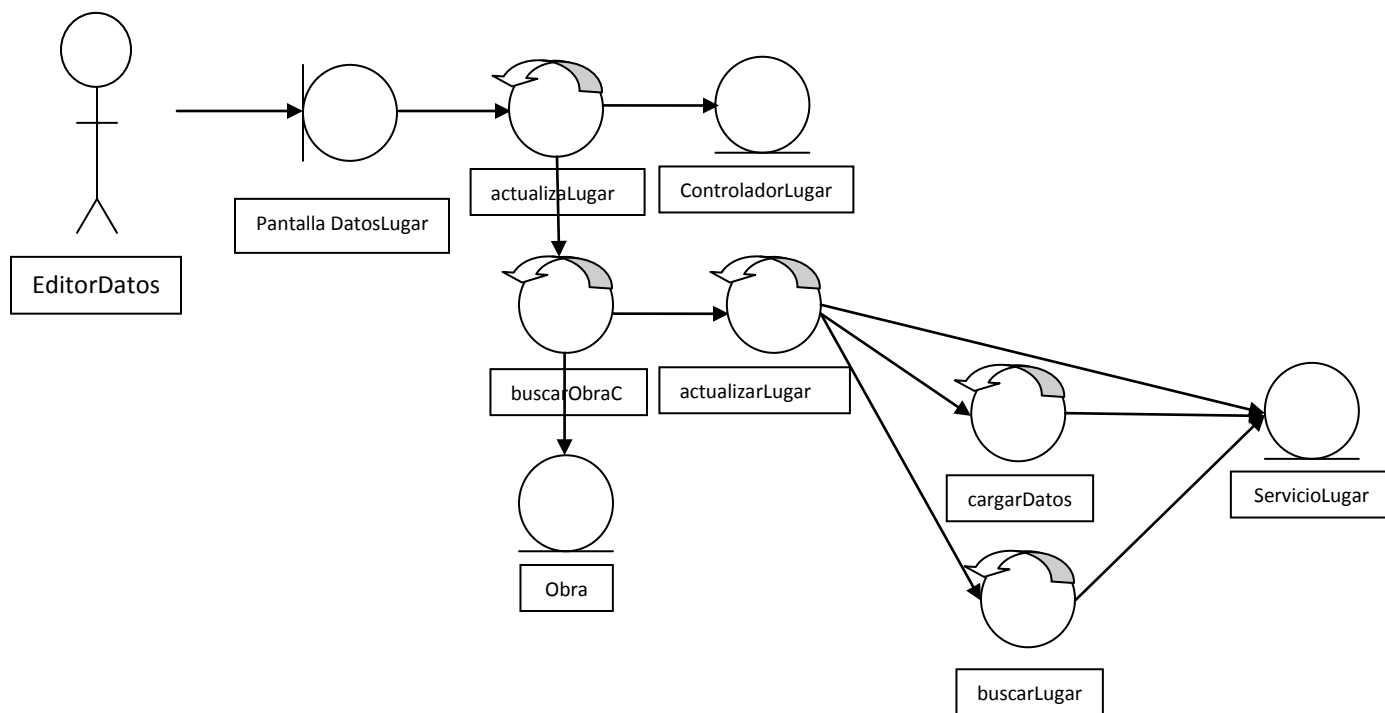 actualizaLugar
ControladorLugar
Pantalla DatosLugar
EditorDatos
buscarObraC
actualizarLugar
cargarDatos
ServicioLugar
Obra
buscarLugar